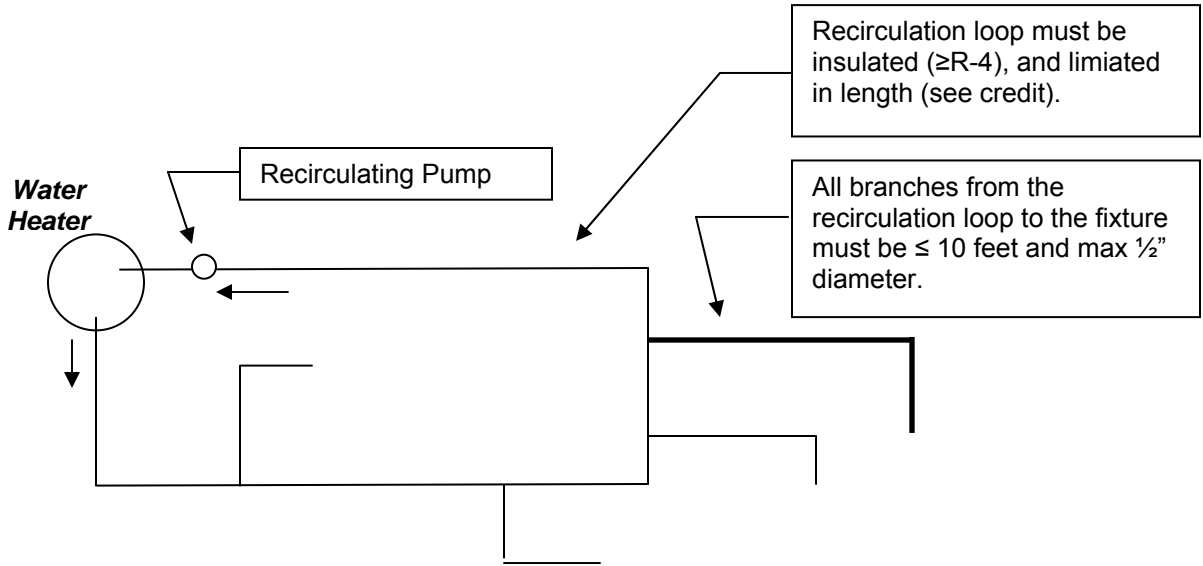 Recirculation loop must be
insulated (≥R-4), and limiated
in length (see credit).
Recirculating Pump
Water
Heater
All branches from the
recirculation loop to the fixture
must be ≤ 10 feet and max ½”
diameter.